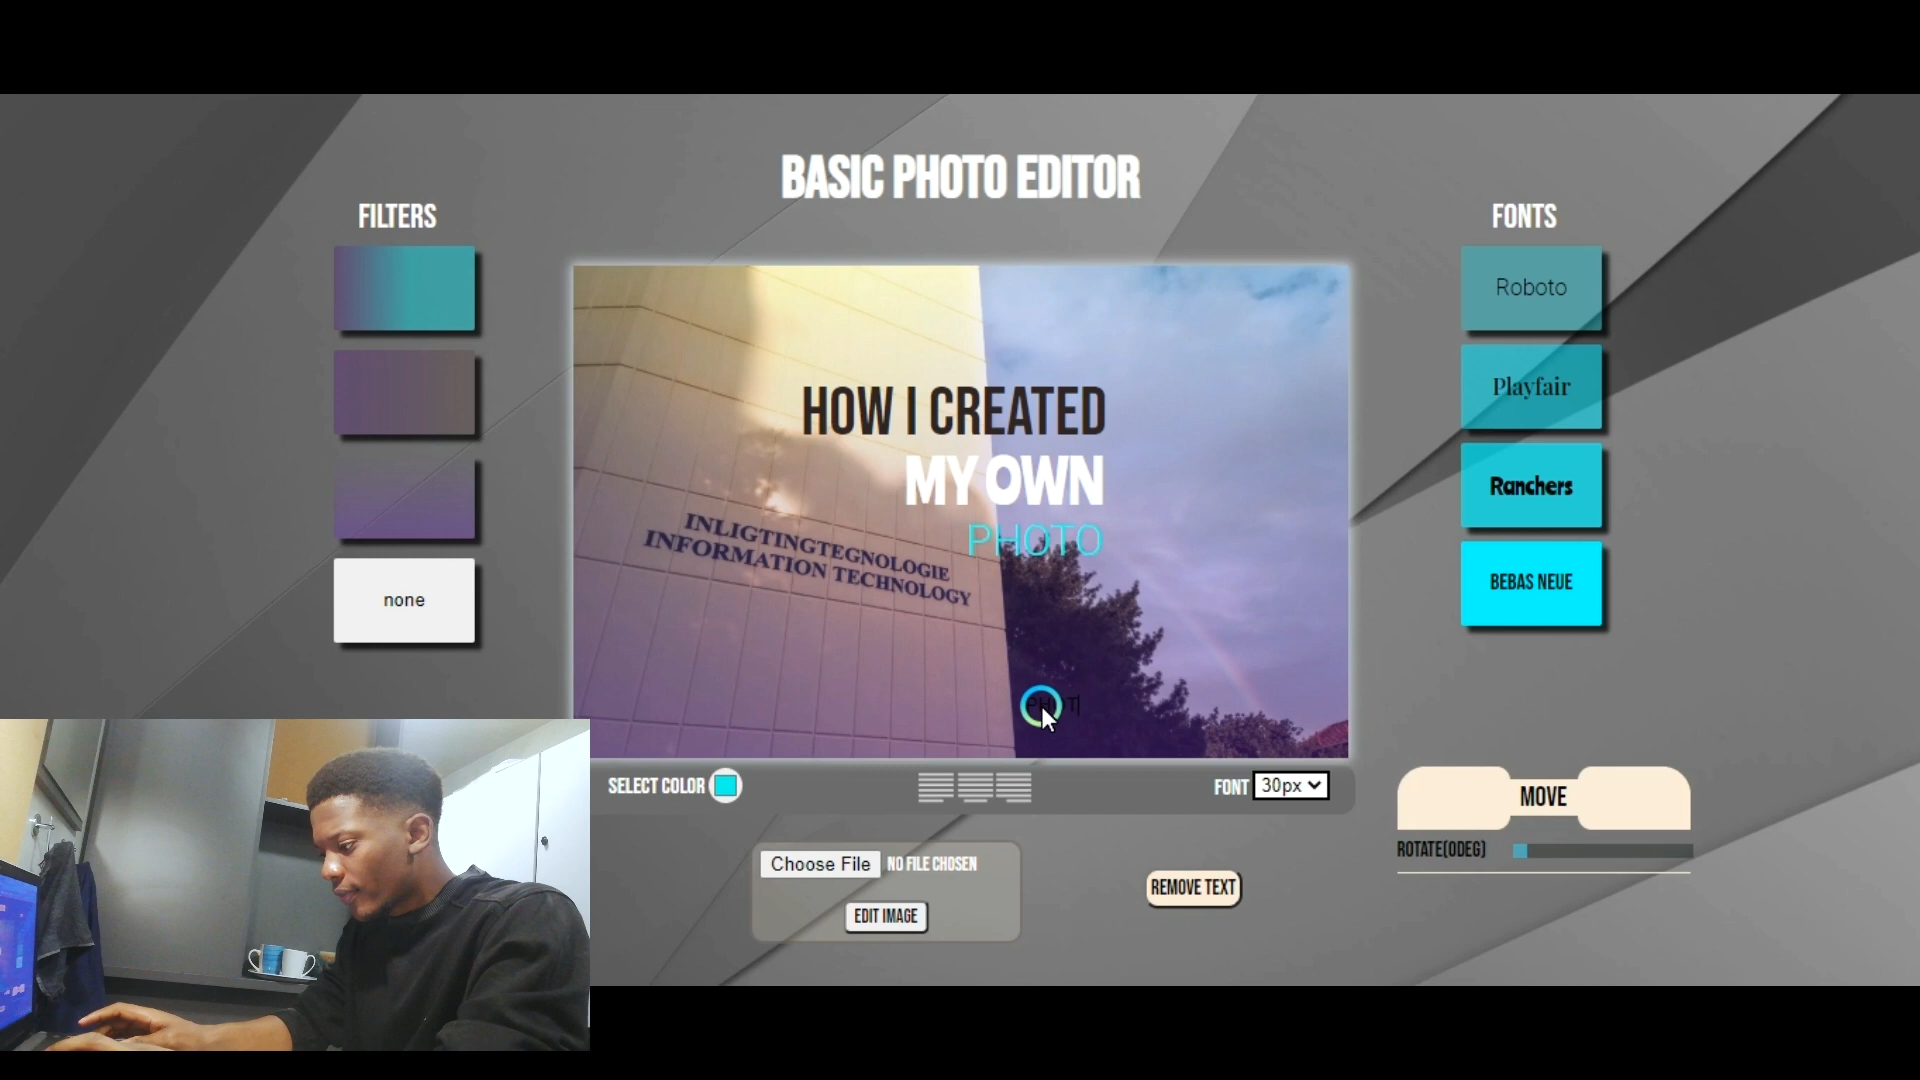 BASIC PHOTO EDITOR
FILTERS
none
HOW I CREATED
MY OWN
PHOTO
INLIGTINGTEGNOLOGIE
INFORMATION TECHNOLOGY
PHOT
SELECT COLOR
FONT 30px
Choose File NO FILE CHOSEN
EDIT IMAGE
REMOVE TEXT
FONTS
Roboto
Playfair
Ranchers
BEBAS NEUE
MOVE
ROTATE(0DEG)